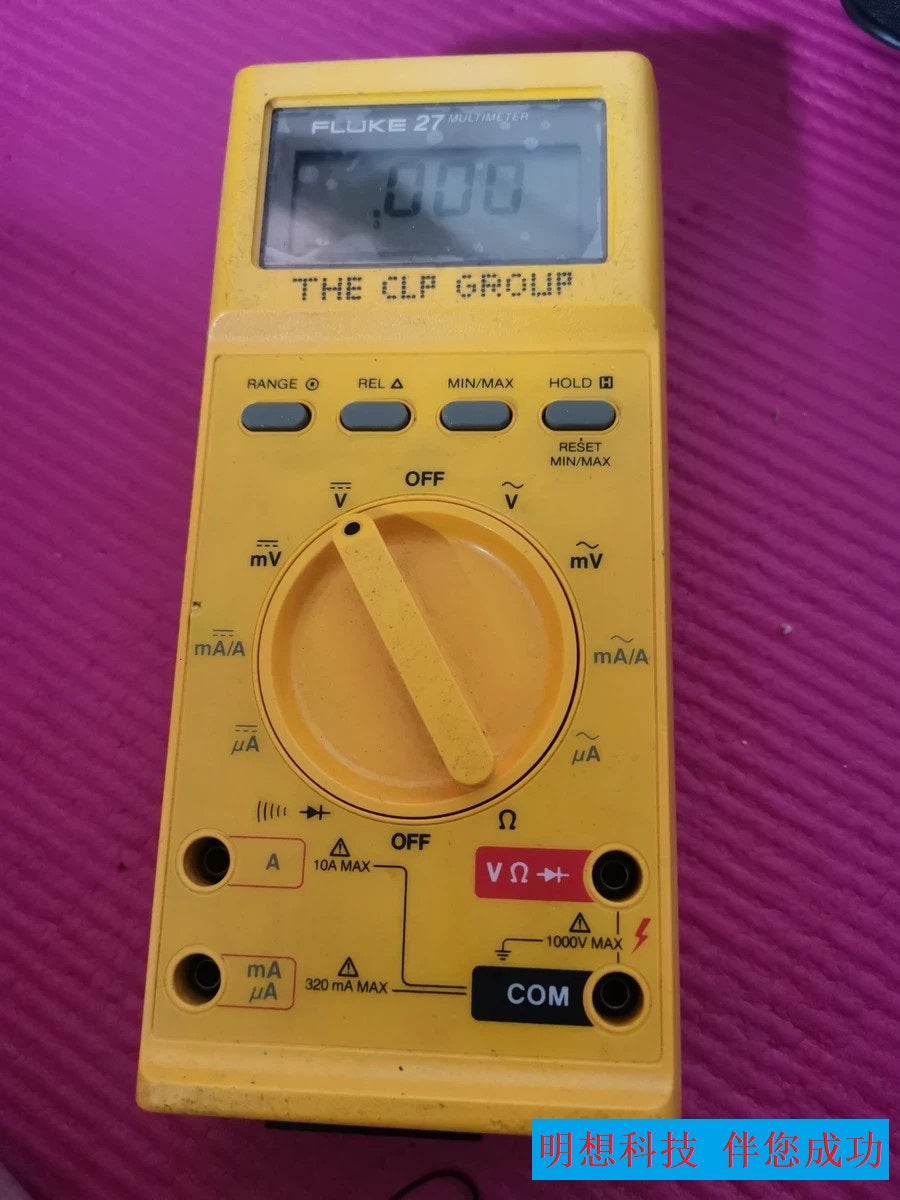 FLUKE 27 MULTIMETER
.000
THE CLP GROUP
RANGE REL Δ MIN/MAX HOLD H
RESET
MIN/MAX
OFF
V
V
mV
mV
mA/A
mA/A
µA
µA
Ω
OFF
A
10A MAX
V Ω
1000V MAX
mA
µA
320 mA MAX
COM
明想科技 伴您成功